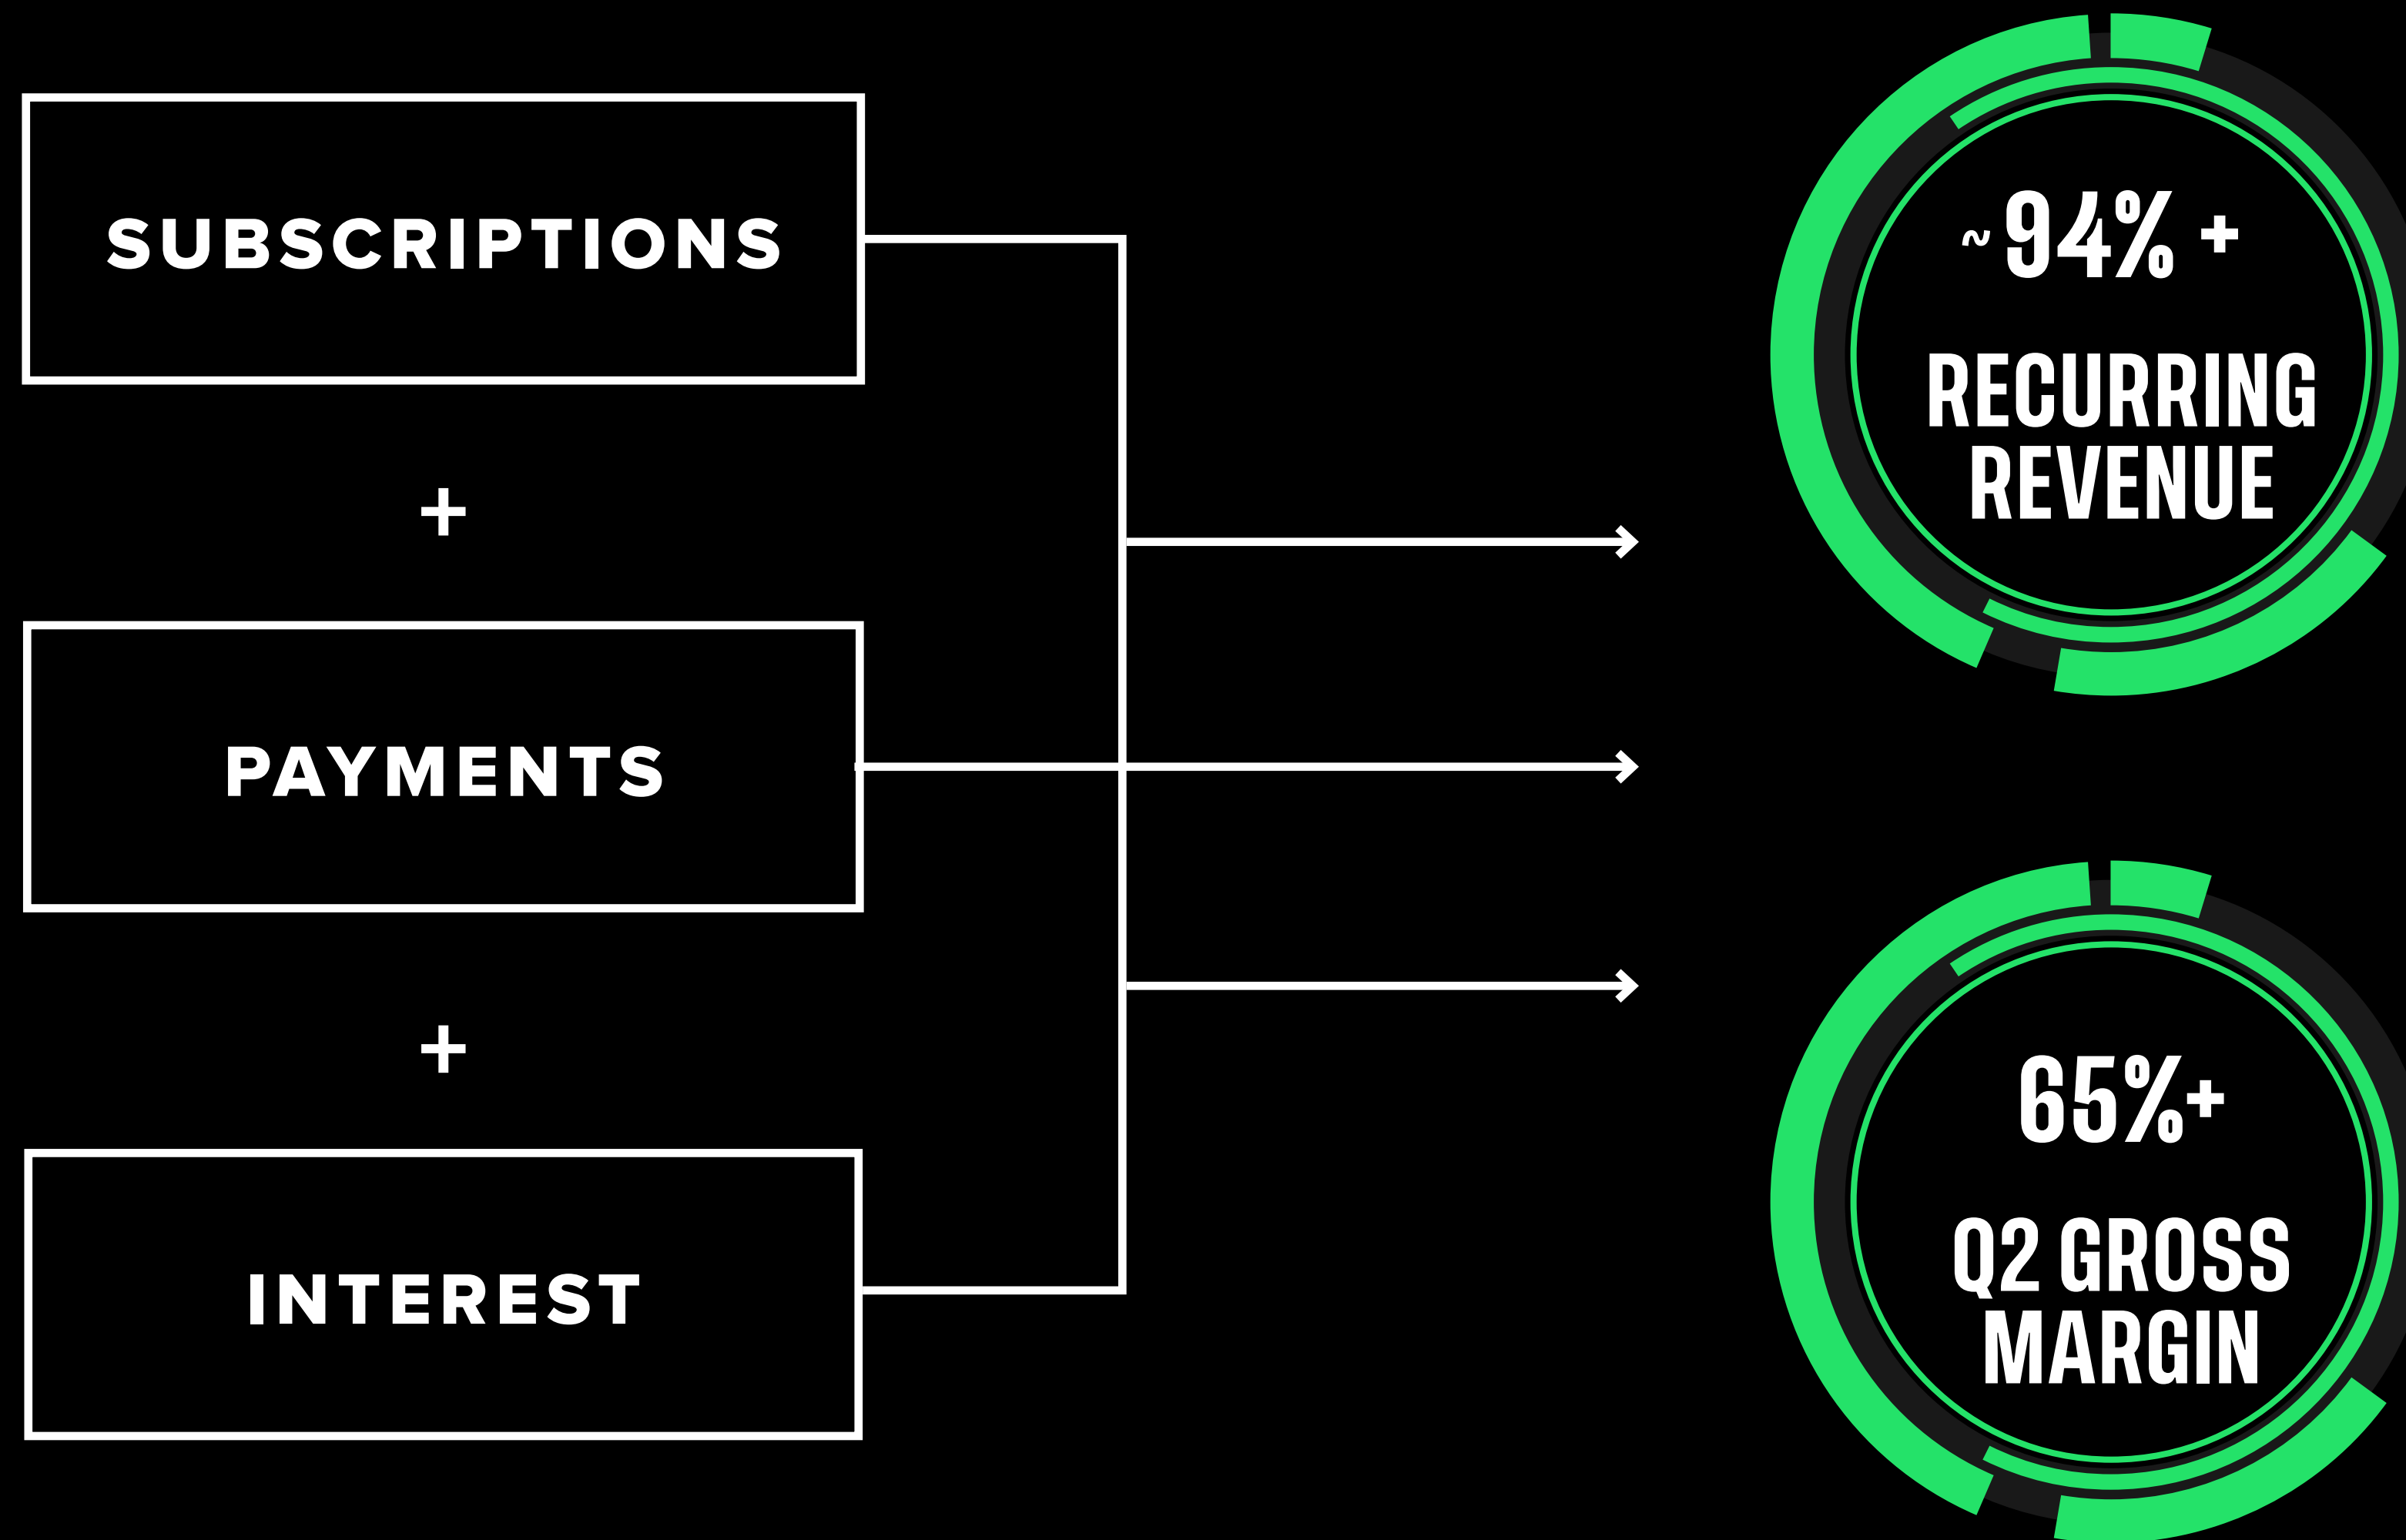 SUBSCRIPTIONS
+
PAYMENTS
+
INTEREST
~94% +
RECURRING
REVENUE
65%+
Q2 GROSS
MARGIN